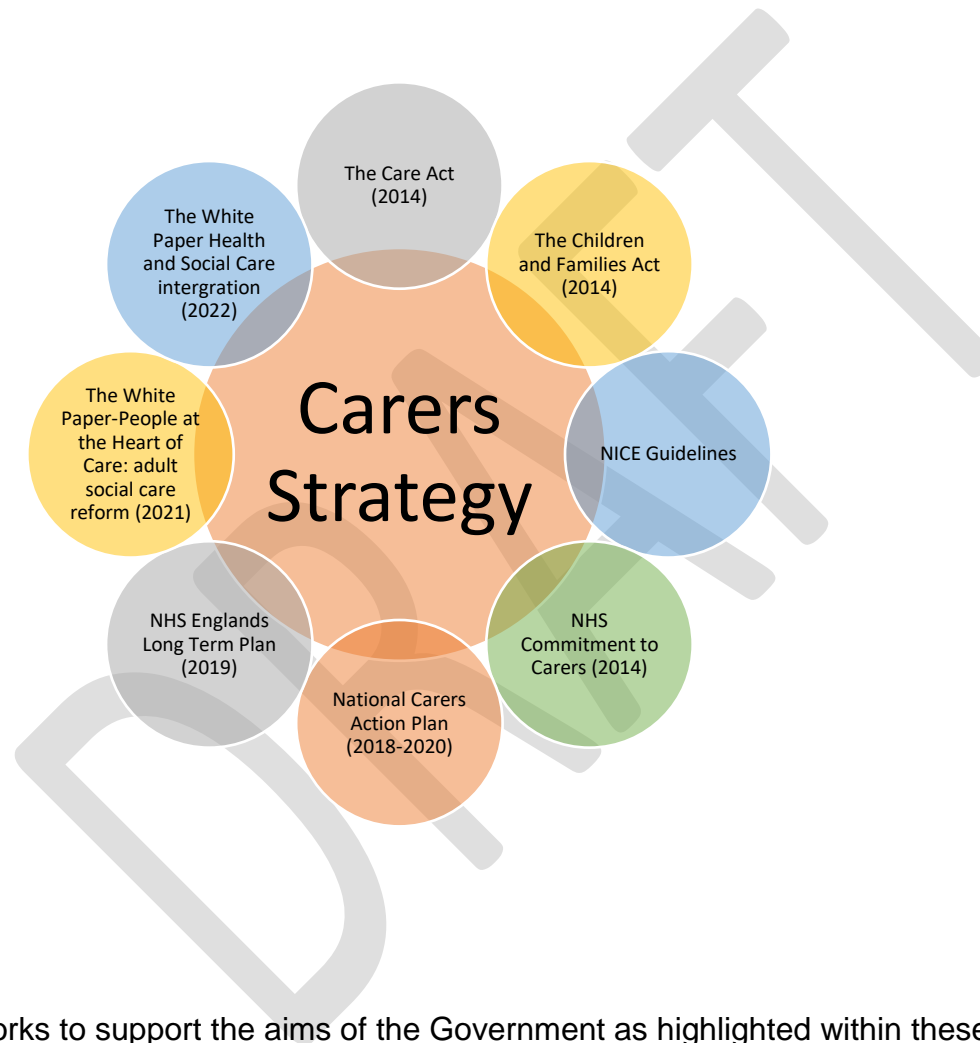 The Care Act
(2014)
The Children
and Families Act
(2014)
NICE Guidelines
NHS
Commitment to
Carers (2014)
National Carers
Action Plan
(2018-2020)
NHS Englands
Long Term Plan
(2019)
The White
Paper-People at
the Heart of
Care: adult
social care
reform (2021)
The White
Paper Health
and Social Care
intergration
(2022)
Carers
Strategy
DRAFT
orks to support the aims of the Government as highlighted within these